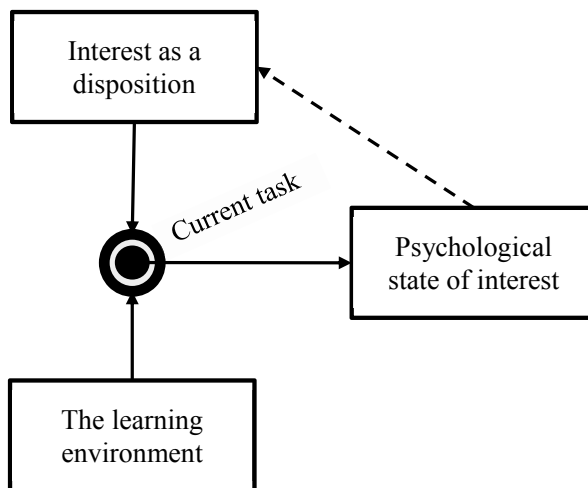 Interest as a
disposition
Current task
Psychological
state of interest
The learning
environment